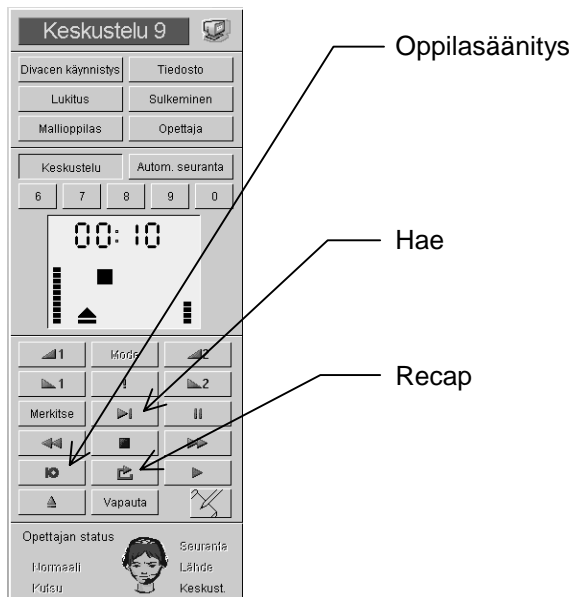 Keskustelu 9
Oppilasäänitys
Divacen käynnistys Tiedosto
Lukitus Sulkeminen
Mallioppilas Opettaja
Keskustelu Autom. seuranta
6 7 8 9 0
00:10
Hae
1 Mode 2
1 ! 2
Recap
Merkitse
Vapauta
Opettajan status
Seuranta
Normaali Lähde
Kutsu Keskust.